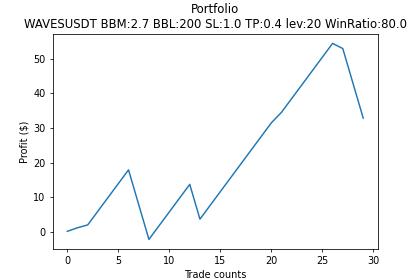 Portfolio
WAVESUSDT BBM:2.7 BBL:200 SL:1.0 TP:0.4 lev:20 WinRatio:80.0
Profit ($)
50
40
30
20
10
0
0 5 10 15 20 25 30
Trade counts